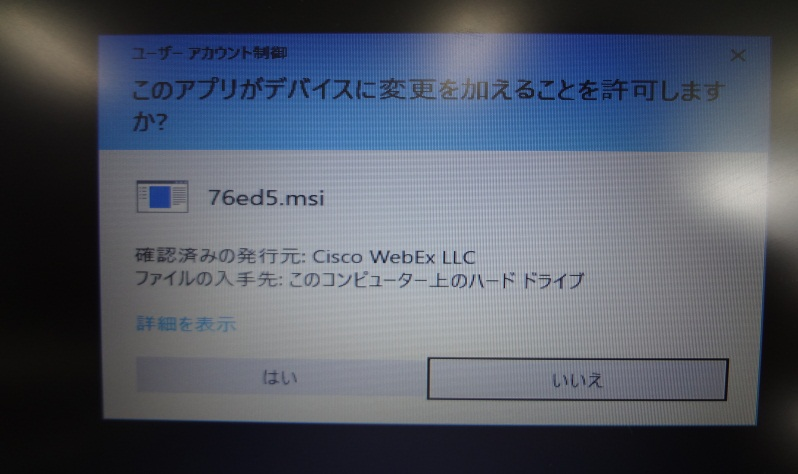 ユーザー アカウント制御
このアプリがデバイスに変更を加えることを許可します
か?
76ed5.msi
確認済みの発行元: Cisco WebEx LLC
ファイルの入手先: このコンピューター上のハード ドライブ
詳細を表示
はい
いいえ